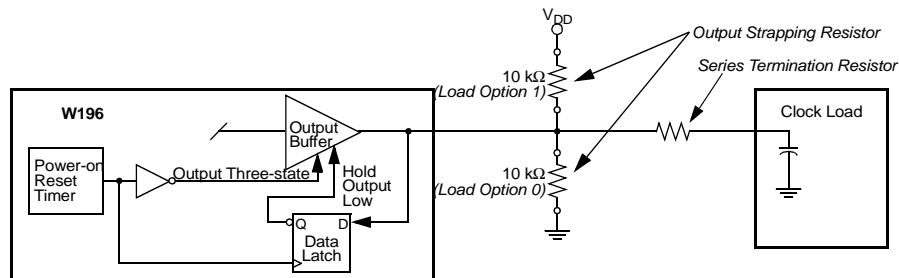 VDD
Output Strapping Resistor
Series Termination Resistor
10 kΩ
(Load Option 1)
W196
Clock Load
Output
Buffer
Power-on
Reset
Timer
Output Three-state
10 kΩ
(Load Option 0)
Hold
Output
Low
Q
D
Data
Latch